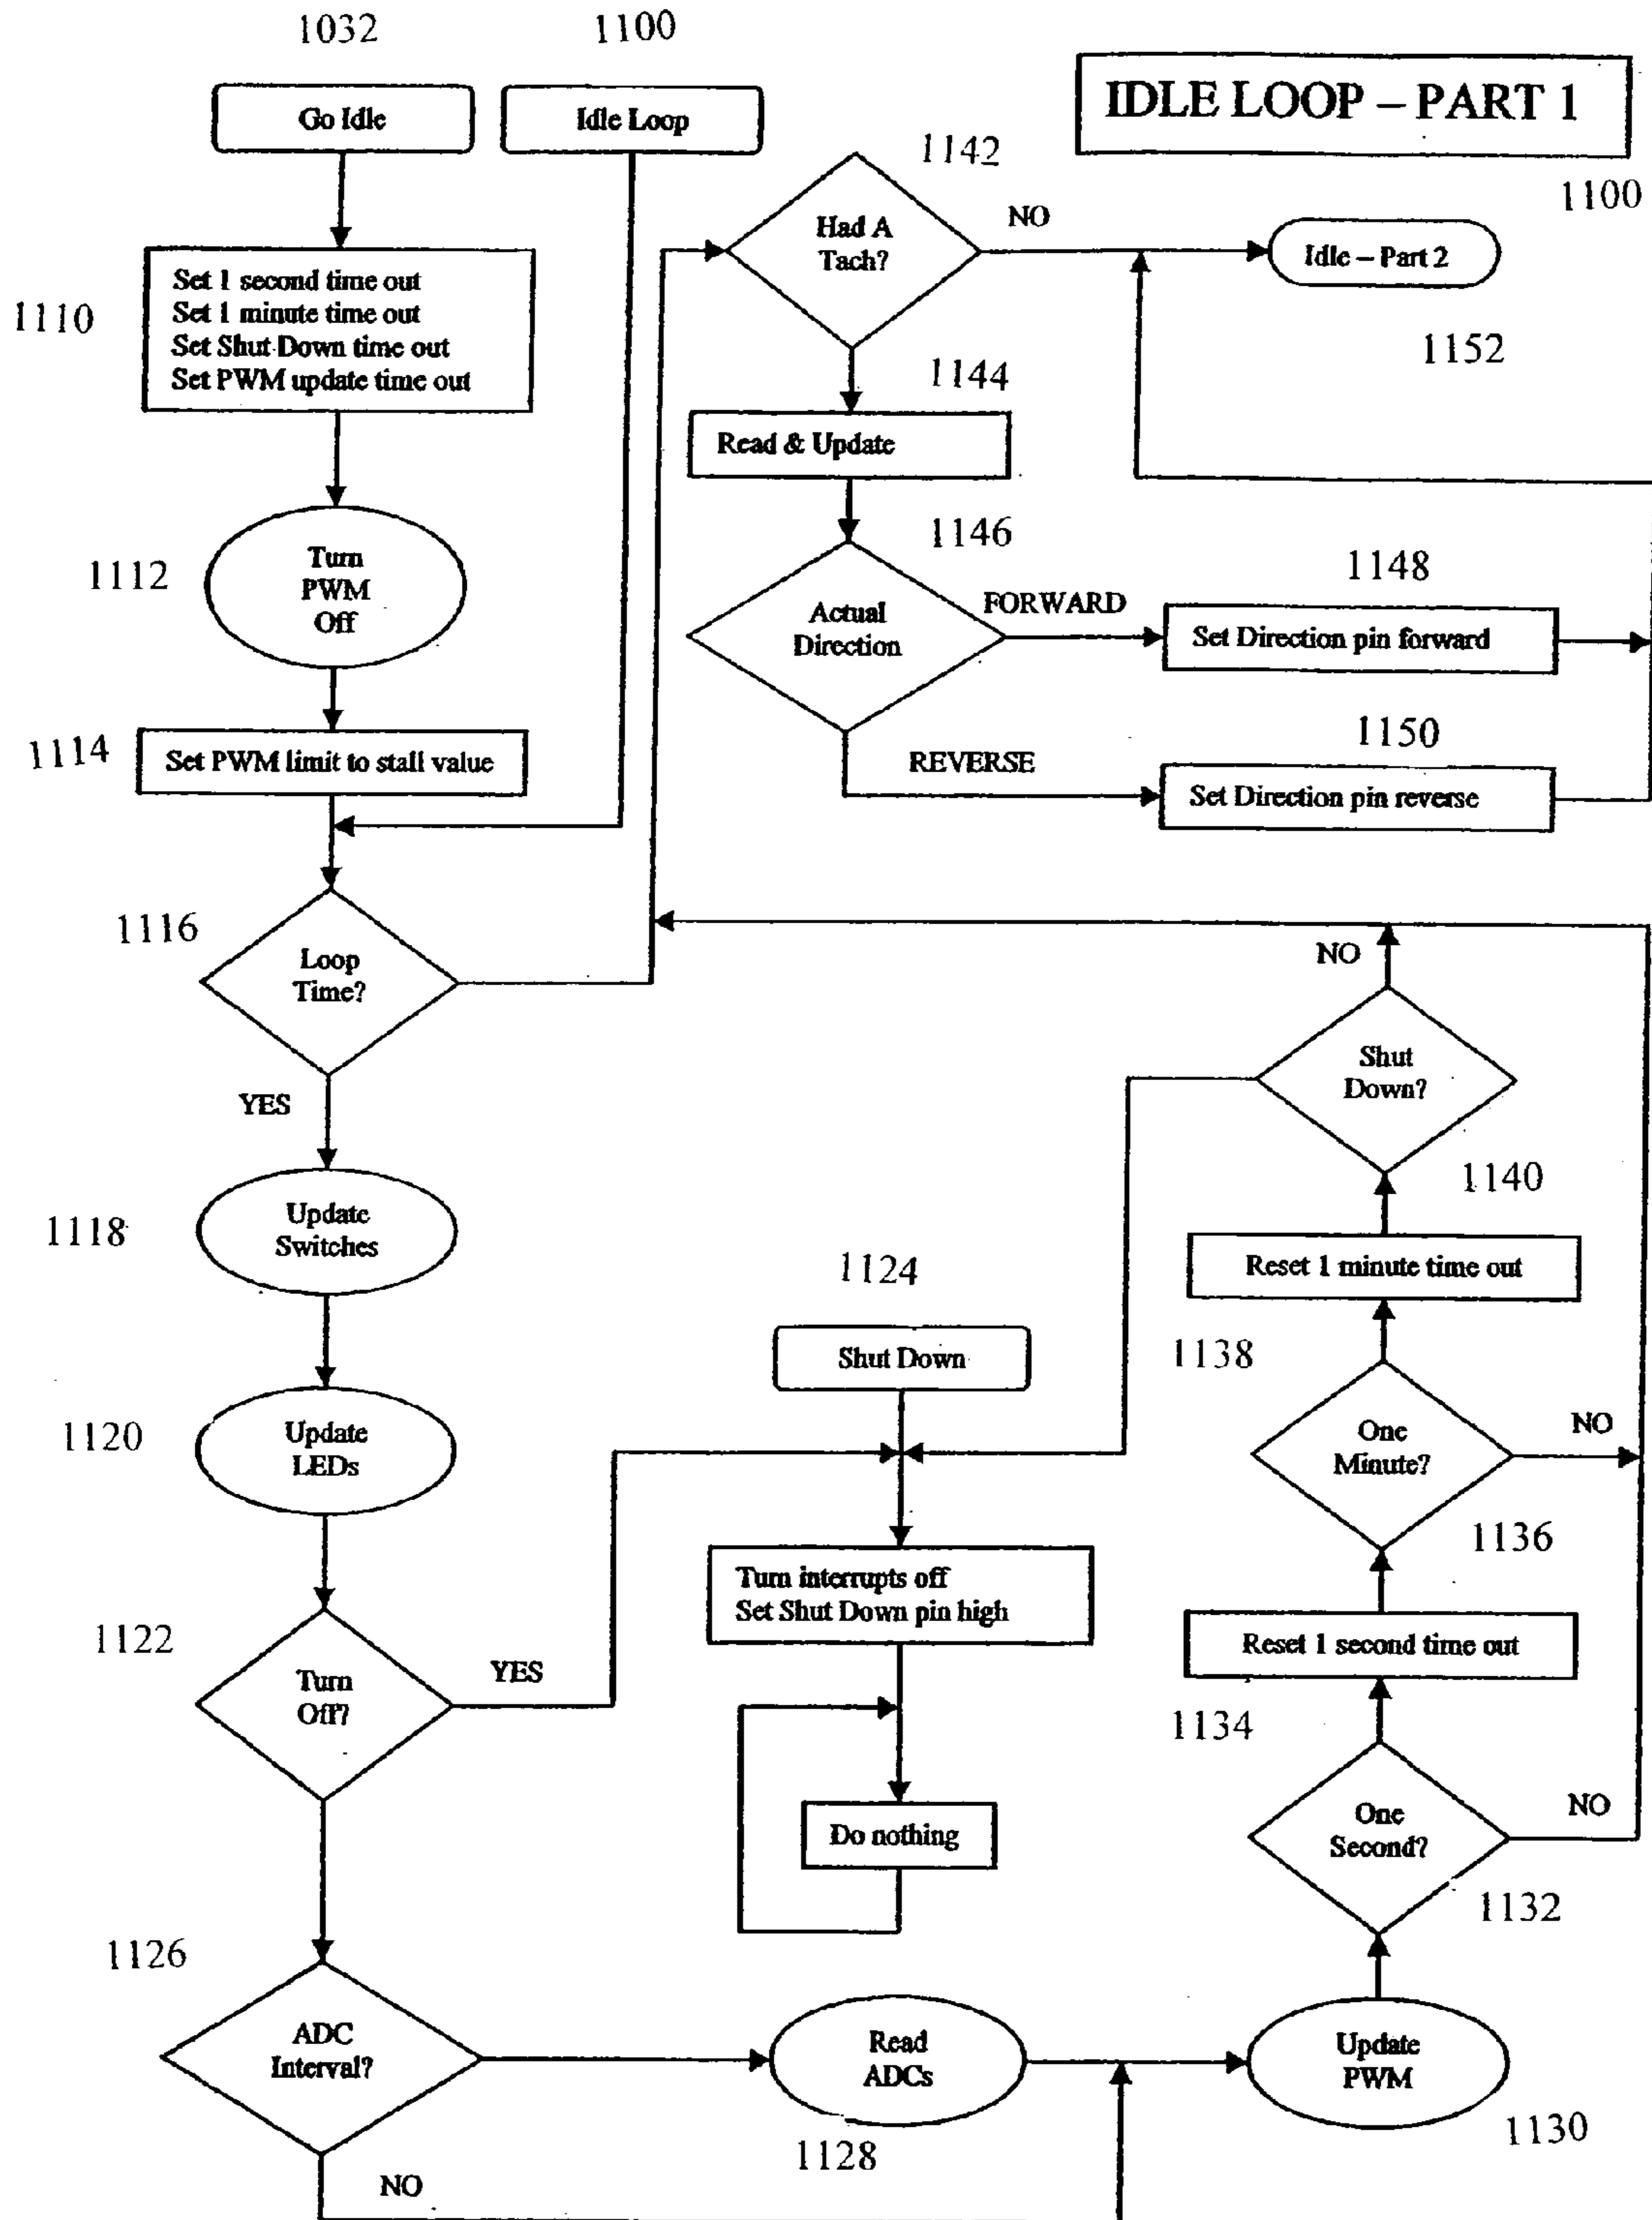 1032
1100
IDLE LOOP – PART 1
1100
Go Idle
Idle Loop
1110
Set 1 second time out
Set 1 minute time out
Set Shut Down time out
Set PWM update time out
1112
Turn
PWM
Off
1114
Set PWM limit to stall value
1116
Loop
Time?
YES
1118
Update
Switches
1120
Update
LEDs
1122
Turn
Off?
YES
1124
Shut Down
Turn interrupts off
Set Shut Down pin high
Do nothing
1126
ADC
Interval?
NO
Read
ADCs
1128
Update
PWM
1130
One
Second?
NO
1132
1134
Reset 1 second time out
One
Minute?
NO
1136
1138
Reset 1 minute time out
Shut
Down?
NO
1140
1142
Had A
Tach?
NO
Idle – Part 2
1152
1144
Read & Update
1146
Actual
Direction
FORWARD
1148
Set Direction pin forward
REVERSE
1150
Set Direction pin reverse